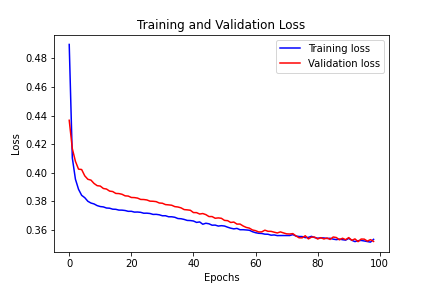 Training and Validation Loss
Training loss
Validation loss
0.48
0.46
0.44
0.42
0.40
0.38
0.36
Loss
0 20 40 60 80 100
Epochs